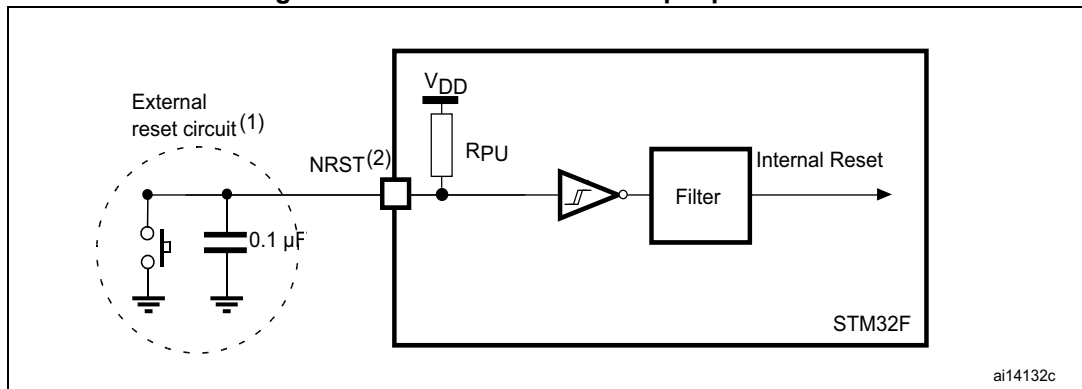 External
reset circuit(1)
NRST(2)
VDD
RPU
0.1 μF
Filter
Internal Reset
STM32F
ai14132c